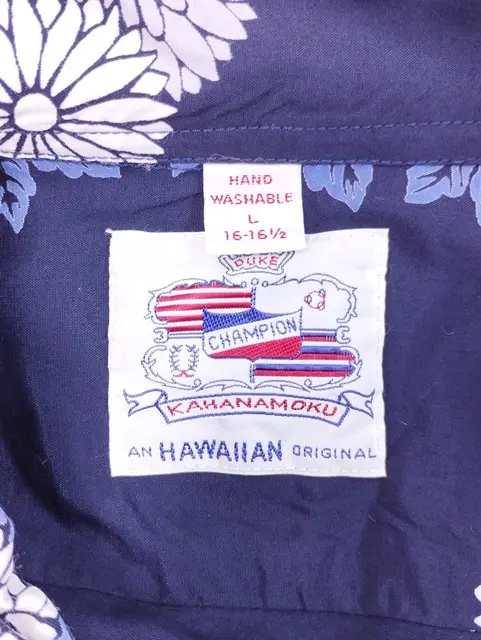 HAND
WASHABLE
L
16-16½
DUKE
CHAMPION
KAHANAMOKU
AN HAWAIIAN ORIGINAL